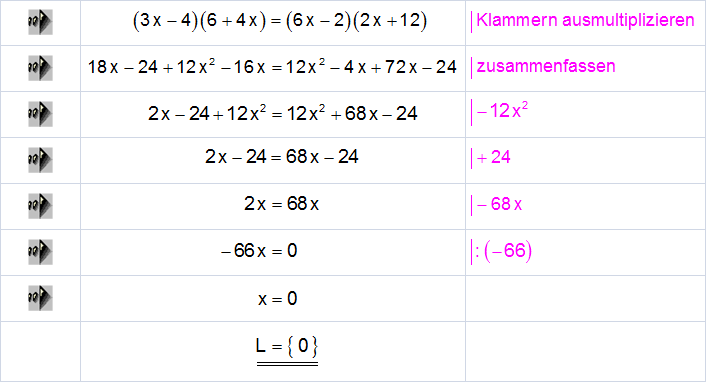 (3x − 4)(6 + 4x) = (6x − 2)(2x + 12) | Klammern ausmultiplizieren
18x − 24 + 12x² − 16x = 12x² − 4x + 72x − 24 | zusammenfassen
2x − 24 + 12x² = 12x² + 68x − 24 | − 12x²
2x − 24 = 68x − 24 | + 24
2x = 68x | − 68x
−66x = 0 | : (−66)
x = 0
L = {0}